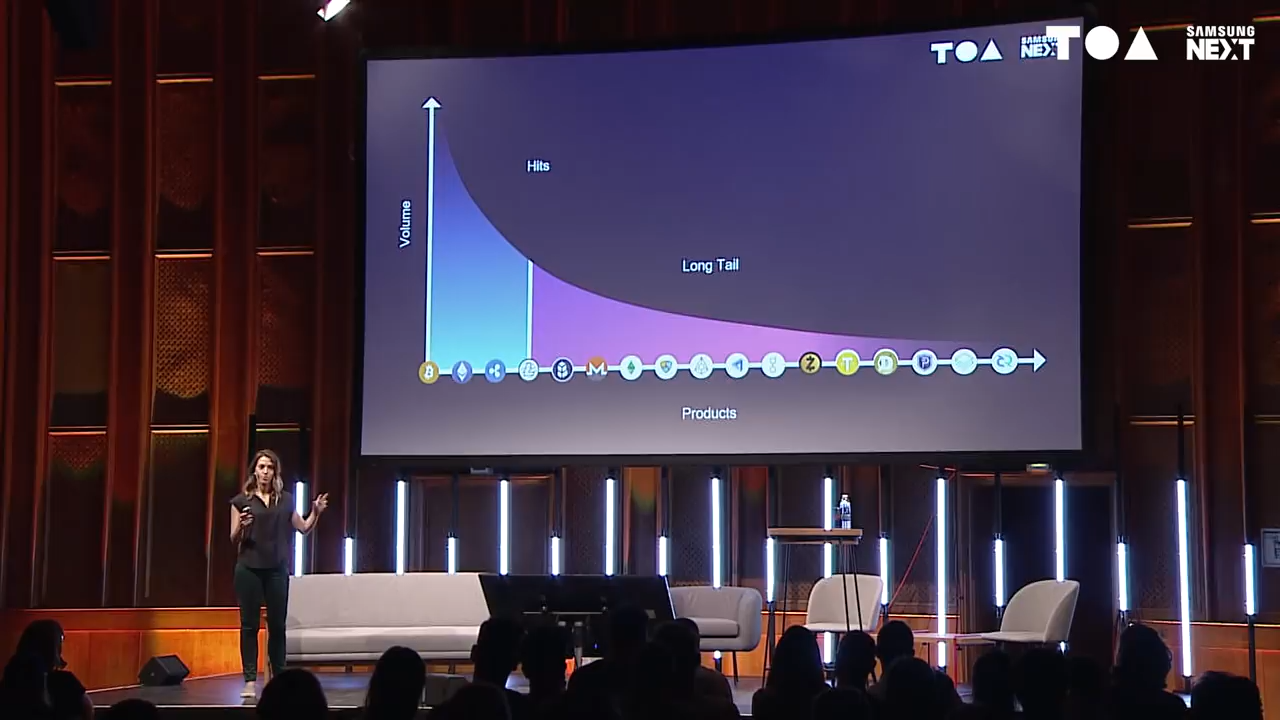 TOA
SAMSUNG
NEXT
TOA
SAMSUNG
NEXT
Hits
Volume
Long Tail
Products